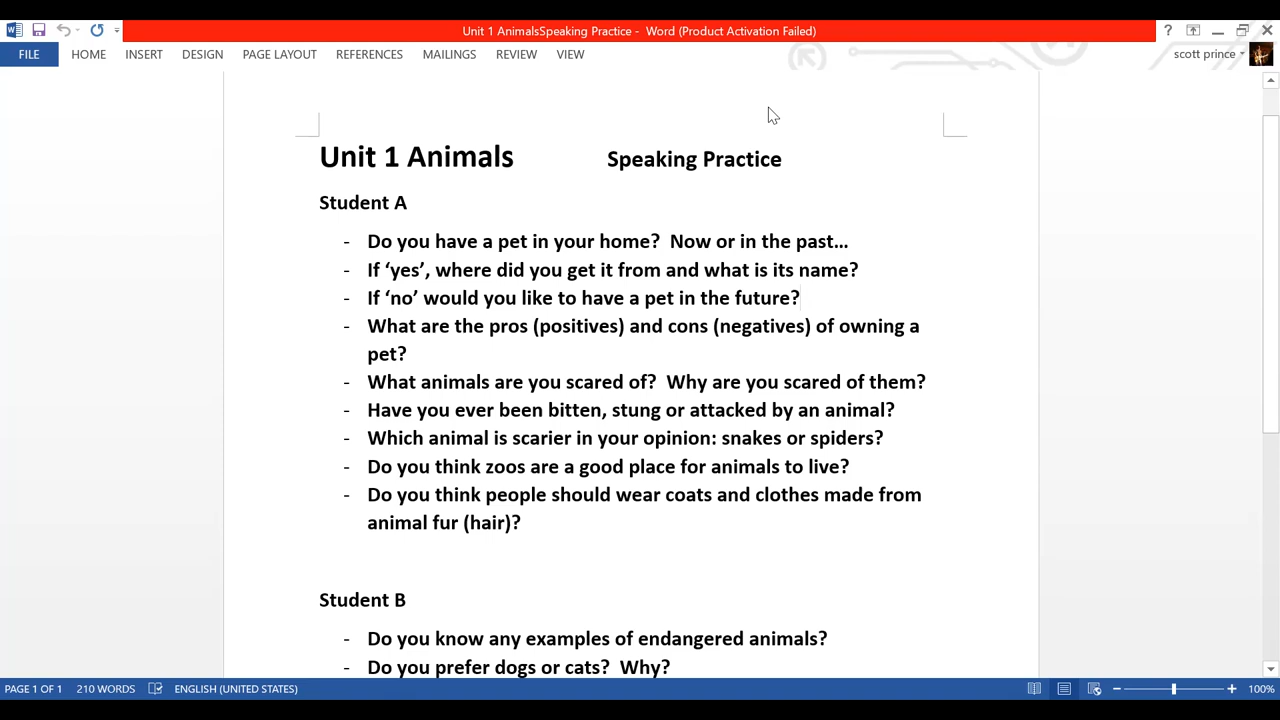 Unit 1 AnimalsSpeaking Practice - Word (Product Activation Failed)
FILE HOME INSERT DESIGN PAGE LAYOUT REFERENCES MAILINGS REVIEW VIEW scott prince
Unit 1 Animals Speaking Practice
Student A
- Do you have a pet in your home? Now or in the past...
- If ‘yes’, where did you get it from and what is its name?
- If ‘no’ would you like to have a pet in the future?
- What are the pros (positives) and cons (negatives) of owning a
pet?
- What animals are you scared of? Why are you scared of them?
- Have you ever been bitten, stung or attacked by an animal?
- Which animal is scarier in your opinion: snakes or spiders?
- Do you think zoos are a good place for animals to live?
- Do you think people should wear coats and clothes made from
animal fur (hair)?
Student B
- Do you know any examples of endangered animals?
- Do you prefer dogs or cats? Why?
PAGE 1 OF 1 210 WORDS ENGLISH (UNITED STATES) 100%